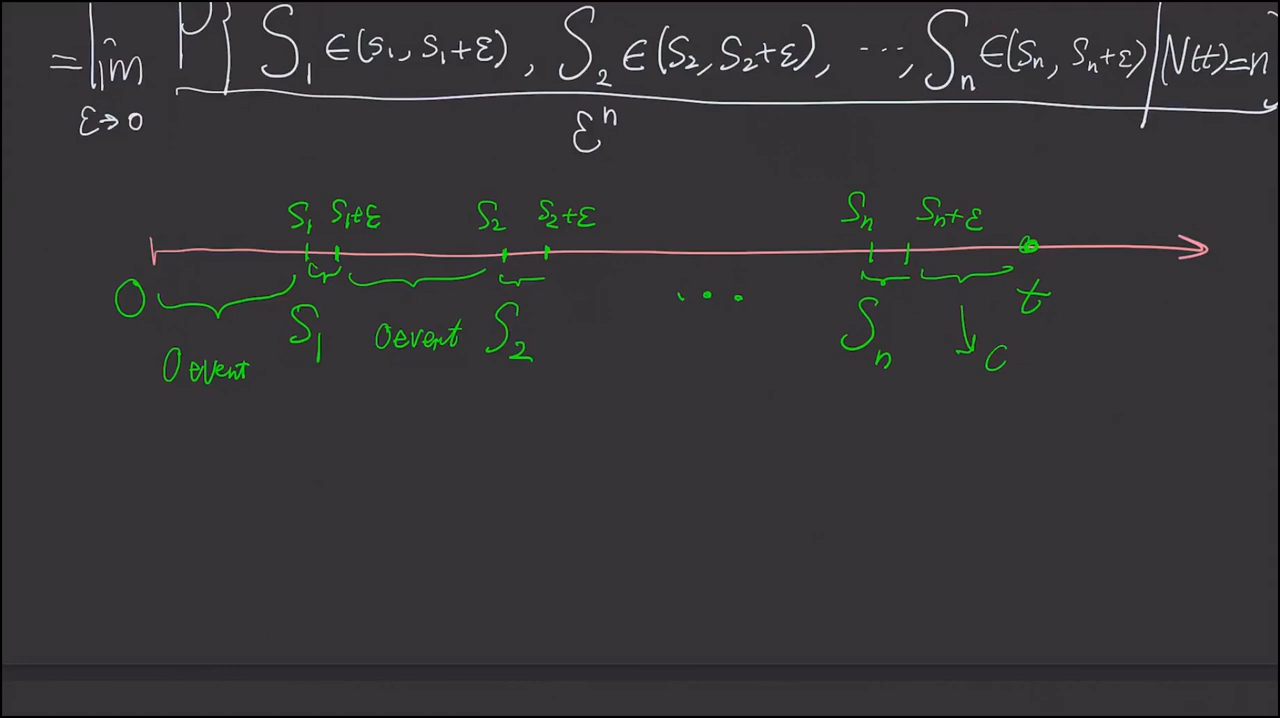 = lim P{ S₁ ∈ (s₁, s₁+ε), S₂ ∈ (s₂, s₂+ε), ..., Sₙ ∈ (sₙ, sₙ+ε) | N(t)=n }
ε→0 εⁿ
s₁ s₁+ε s₂ s₂+ε sₙ sₙ+ε
0 S₁ 0 event S₂ ... Sₙ t
0 event c